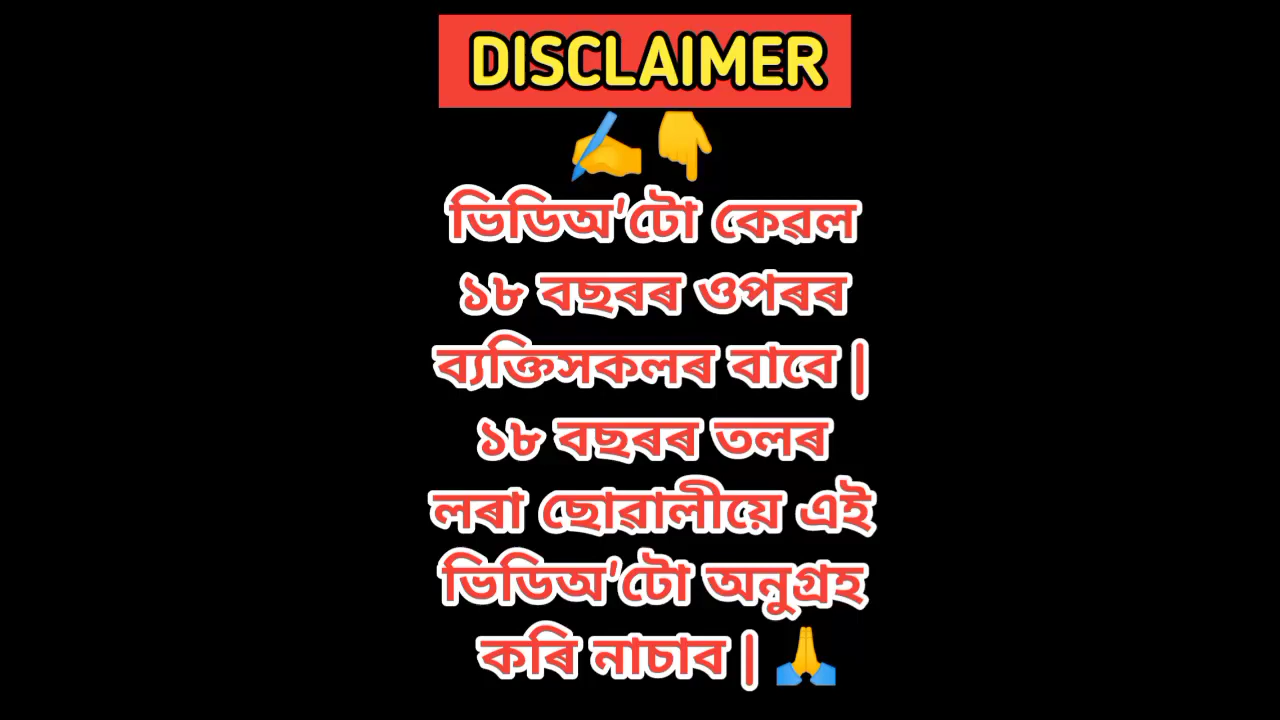 DISCLAIMER
✍️👇
ভিডিঅ'টো কেৱল
১৮ বছৰৰ ওপৰৰ
ব্যক্তিসকলৰ বাবে |
১৮ বছৰৰ তলৰ
লৰা ছোৱালীয়ে এই
ভিডিঅ'টো অনুগ্ৰহ
কৰি নাচাব | 🙏